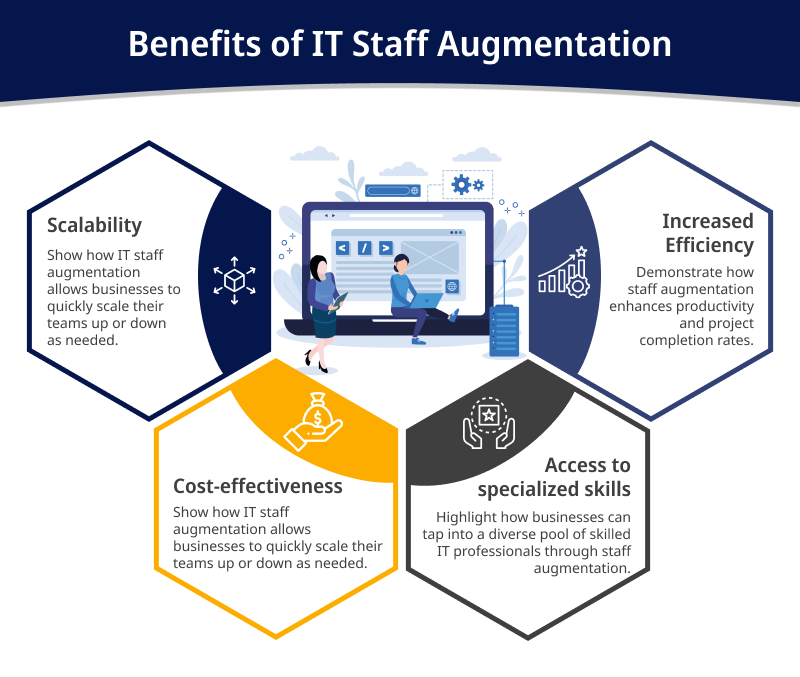 Benefits of IT Staff Augmentation
Scalability
Show how IT staff
augmentation
allows businesses to
quickly scale their
teams up or down
as needed.
Increased
Efficiency
Demonstrate how
staff augmentation
enhances productivity
and project
completion rates.
Cost-effectiveness
Show how IT staff
augmentation allows
businesses to quickly scale their
teams up or down as needed.
Access to
specialized skills
Highlight how businesses can
tap into a diverse pool of skilled
IT professionals through staff
augmentation.